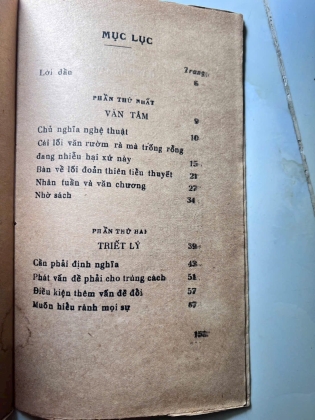 MỤC LỤC
Trang
Lời dẫn 6
PHẦN THỨ NHẤT
VĂN TÂM 9
Chủ nghĩa nghệ thuật 10
Cái lối văn rườm rà mà trống rỗng
đang nhiễu hại xứ này 15
Bàn về lối đoản thiên tiểu thuyết 21
Nhân tuần và văn chương 27
Nhờ sách 34
PHẦN THỨ HAI
TRIẾT LÝ 39
Cần phải định nghĩa 42
Phát vấn đề phải cho trúng cách 51
Điều kiện thêm vấn đề đổi 57
Muốn hiểu rành mọi sự 87